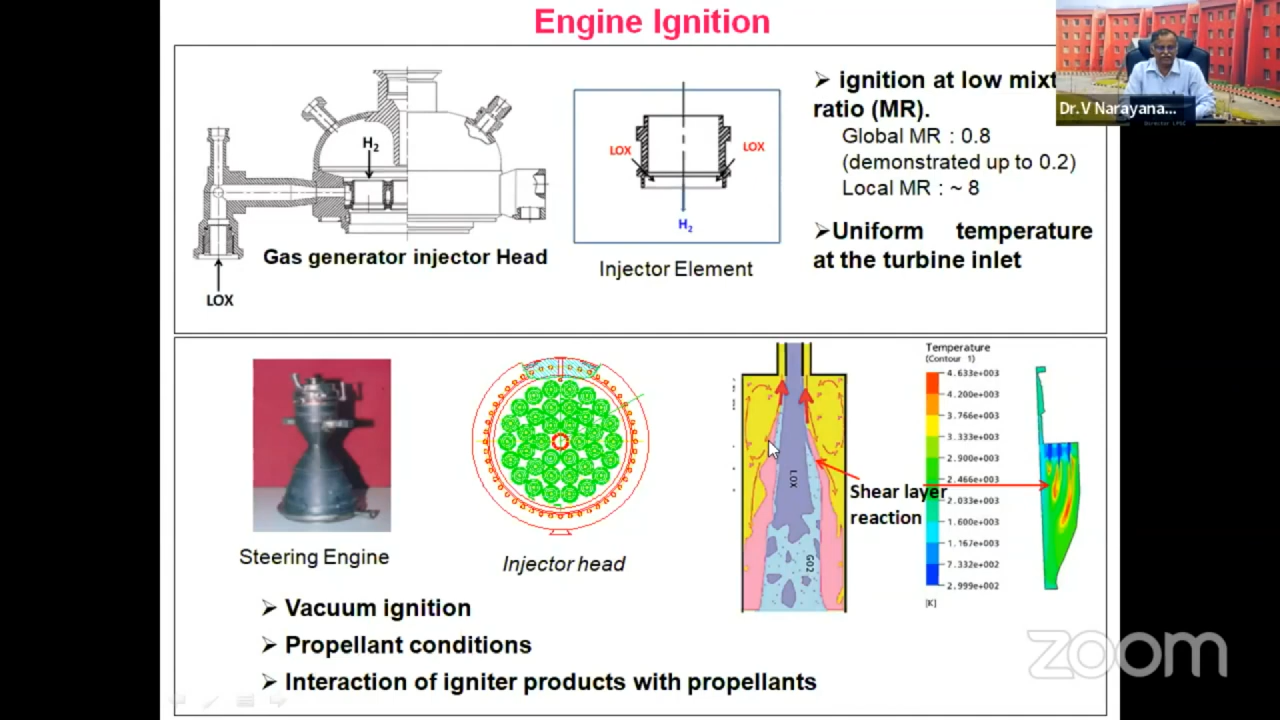 Engine Ignition
H₂
LOX
Gas generator injector Head
LOX
LOX
H₂
Injector Element
➢ ignition at low mixt
ratio (MR).
Global MR : 0.8
(demonstrated up to 0.2)
Local MR : ~ 8
➢Uniform temperature
at the turbine inlet
Dr.V Narayana...
Director LPSC
Steering Engine
Injector head
LOX
GO2
Shear layer
reaction
Temperature
(Contour 1)
4.633e+003
4.200e+003
3.766e+003
3.333e+003
2.900e+003
2.466e+003
2.033e+003
1.600e+003
1.167e+003
7.332e+002
2.999e+002
[K]
➢ Vacuum ignition
➢ Propellant conditions
➢ Interaction of igniter products with propellants
zoom